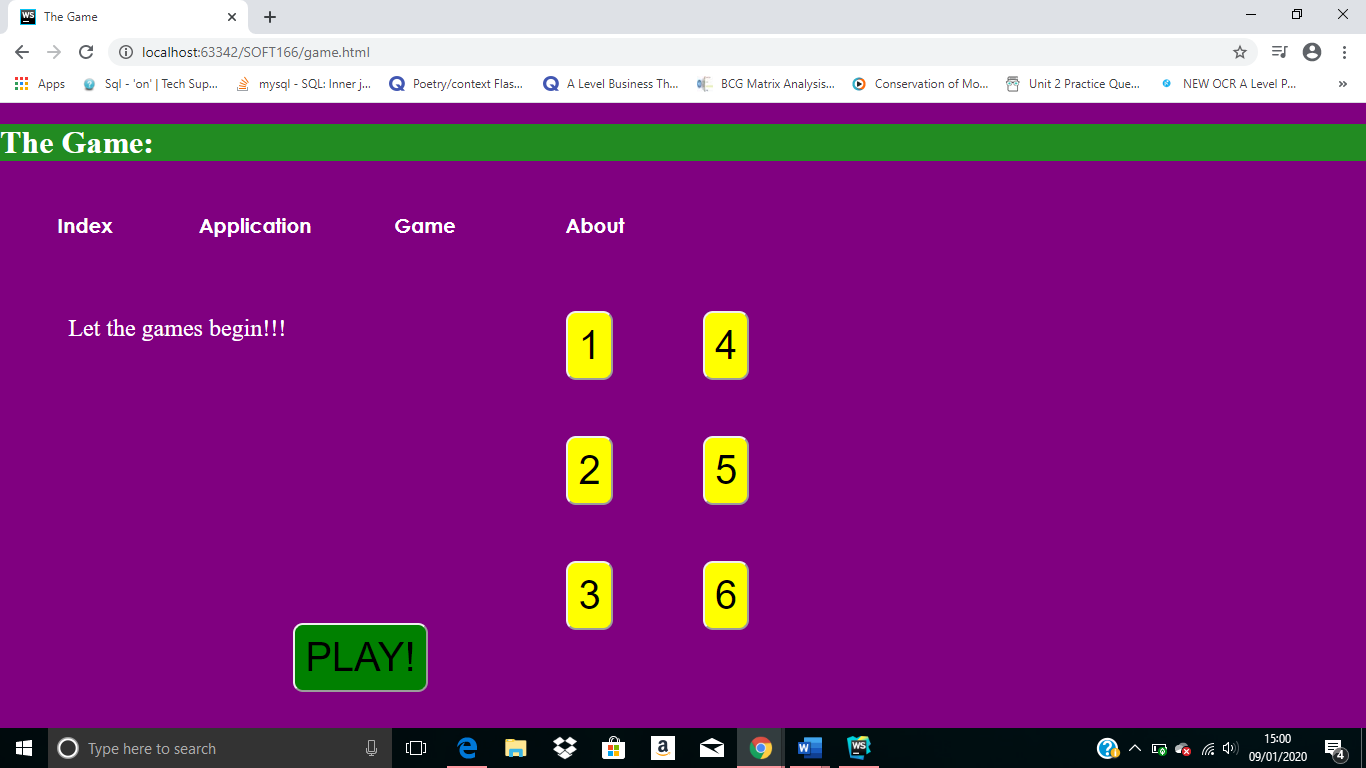 The Game
localhost:63342/SOFT166/game.html
Apps Sql - 'on' | Tech Sup... mysql - SQL: Inner j... Poetry/context Flas... A Level Business Th... BCG Matrix Analysis... Conservation of Mo... Unit 2 Practice Que... NEW OCR A Level P... »
The Game:
Index Application Game About
Let the games begin!!!
1 4
2 5
3 6
PLAY!
Type here to search
15:00
09/01/2020
4